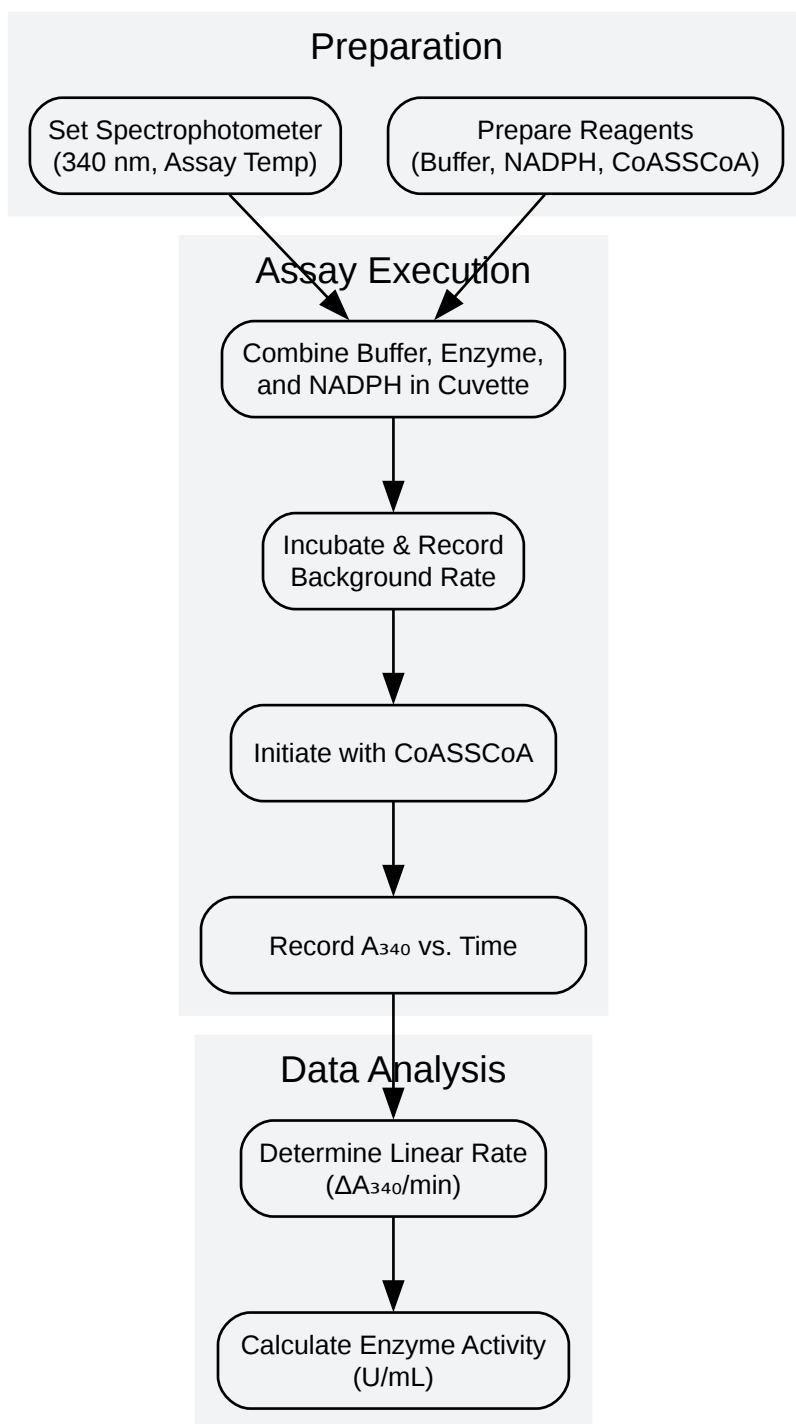 Preparation
Set Spectrophotometer
(340 nm, Assay Temp)
Prepare Reagents
(Buffer, NADPH, CoASSCoA)
Assay Execution
Combine Buffer, Enzyme,
and NADPH in Cuvette
Incubate & Record
Background Rate
Initiate with CoASSCoA
Record A₃₄₀ vs. Time
Data Analysis
Determine Linear Rate
(ΔA₃₄₀/min)
Calculate Enzyme Activity
(U/mL)